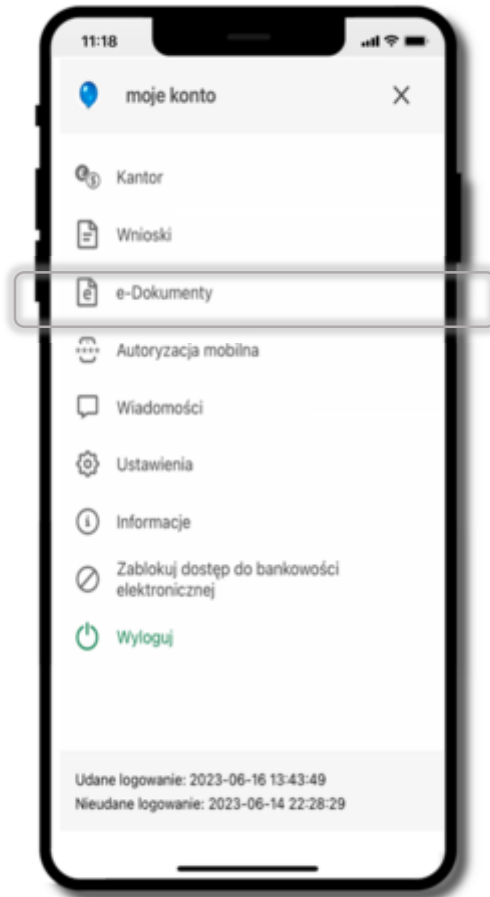 11:18
moje konto
Kantor
Wnioski
e-Dokumenty
Autoryzacja mobilna
Wiadomości
Ustawienia
Informacje
Zablokuj dostęp do bankowości
elektronicznej
Wyloguj
Udane logowanie: 2023-06-16 13:43:49
Nieudane logowanie: 2023-06-14 22:28:29